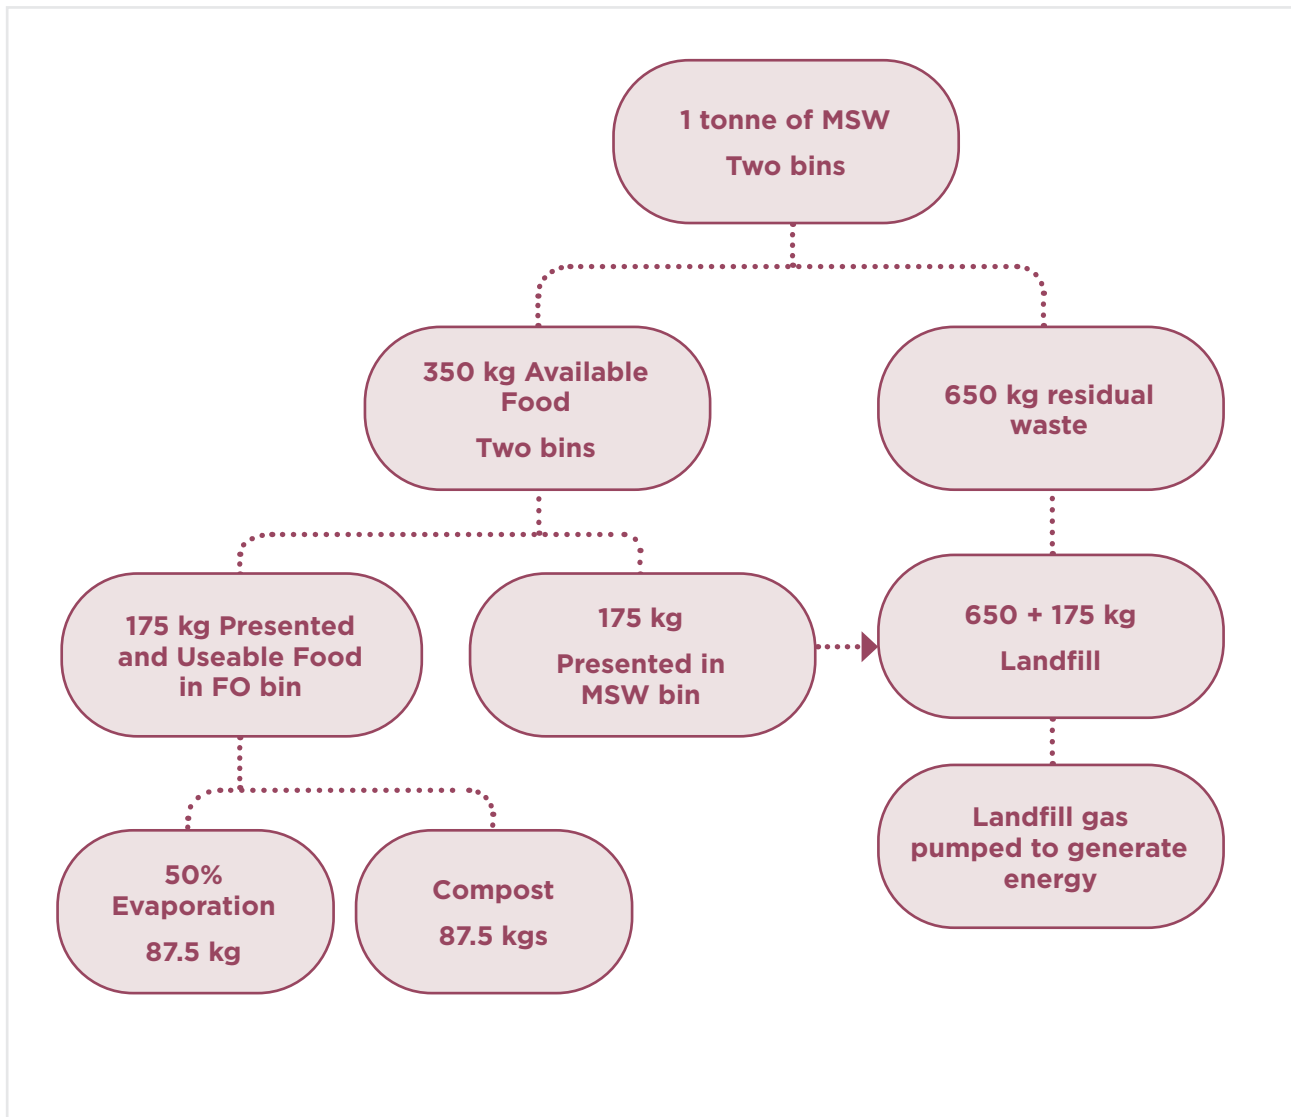 1 tonne of MSW
Two bins
350 kg Available
Food
Two bins
650 kg residual
waste
175 kg Presented
and Useable Food
in FO bin
175 kg
Presented in
MSW bin
650 + 175 kg
Landfill
50%
Evaporation
87.5 kg
Compost
87.5 kgs
Landfill gas
pumped to generate
energy